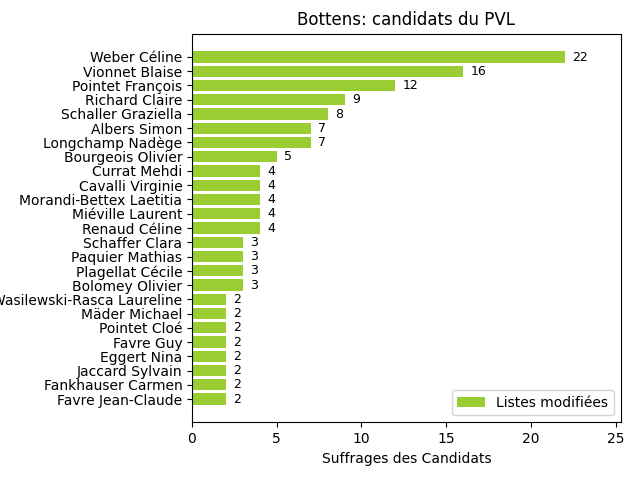 Bottens: candidats du PVL
Weber Céline 22
Vionnet Blaise 16
Pointet François 12
Richard Claire 9
Schaller Graziella 8
Albers Simon 7
Longchamp Nadège 7
Bourgeois Olivier 5
Currat Mehdi 4
Cavalli Virginie 4
Morandi-Bettex Laetitia 4
Miéville Laurent 4
Renaud Céline 4
Schaffer Clara 3
Paquier Mathias 3
Plagellat Cécile 3
Bolomey Olivier 3
Wasilewski-Rasca Laureline 2
Mäder Michael 2
Pointet Cloé 2
Favre Guy 2
Eggert Nina 2
Jaccard Sylvain 2
Fankhauser Carmen 2
Favre Jean-Claude 2
Listes modifiées
0 5 10 15 20 25
Suffrages des Candidats